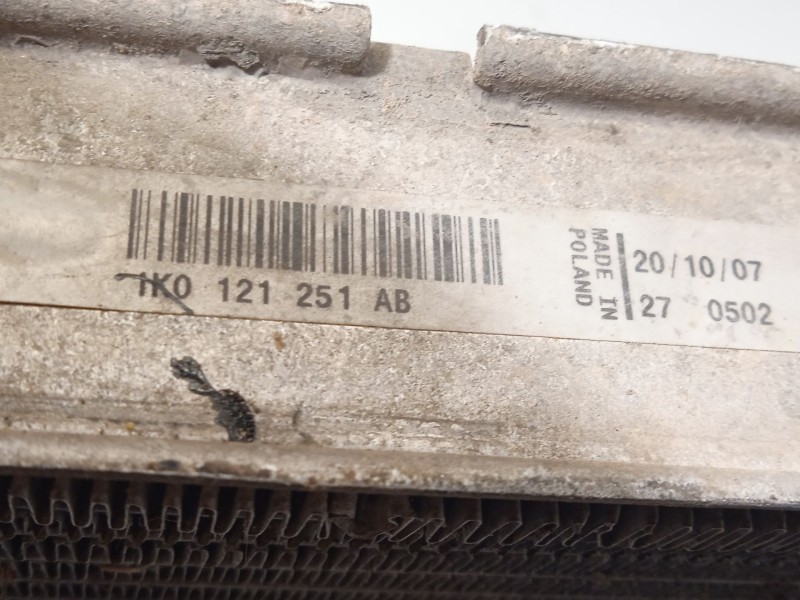 1K0 121 251 AB
MADE IN
POLAND
20/10/07
27 0502